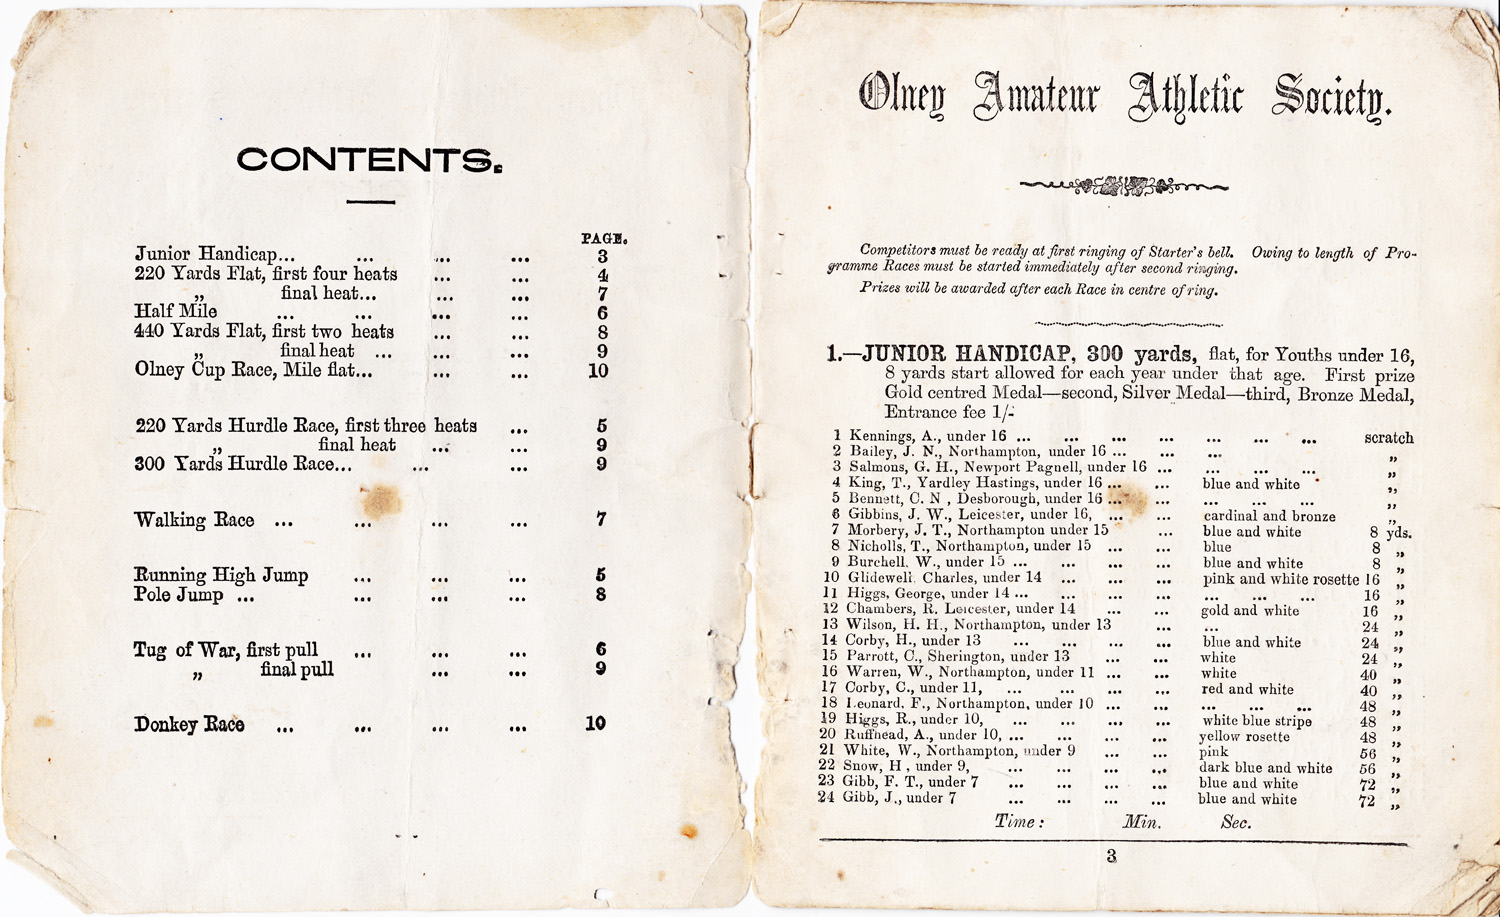 CONTENTS.
PAGE.
Junior Handicap... ... ... ... 3
220 Yards Flat, first four heats ... ... 4
„ final heat... ... ... 7
Half Mile ... ... ... ... 6
440 Yards Flat, first two heats ... ... 8
„ final heat ... ... ... 9
Olney Cup Race, Mile flat... ... ... 10
220 Yards Hurdle Race, first three heats ... 5
„ final heat ... ... 9
300 Yards Hurdle Race... ... ... 9
Walking Race ... ... ... ... 7
Running High Jump ... ... ... 5
Pole Jump ... ... ... ... 8
Tug of War, first pull ... ... ... 6
„ final pull ... ... 9
Donkey Race ... ... ... ... 10
Olney Amateur Athletic Society.
Competitors must be ready at first ringing of Starter's bell. Owing to length of Pro-
gramme Races must be started immediately after second ringing.
Prizes will be awarded after each Race in centre of ring.
1.—JUNIOR HANDICAP, 300 yards, flat, for Youths under 16,
8 yards start allowed for each year under that age. First prize
Gold centred Medal—second, Silver Medal—third, Bronze Medal,
Entrance fee 1/-
1 Kennings, A., under 16 ... ... ... ... ... ... ... scratch
2 Bailey, J. N., Northampton, under 16 ... ... ... „
3 Salmons, G. H., Newport Pagnell, under 16 ... ... ... ... „
4 King, T., Yardley Hastings, under 16 ... ... blue and white „
5 Bennett, C. N , Desborough, under 16 ... ... ... ... ... „
6 Gibbins, J. W., Leicester, under 16, ... ... cardinal and bronze „
7 Morbery, J. T., Northampton under 15 ... blue and white 8 yds.
8 Nicholls, T., Northampton, under 15 ... ... blue 8 „
9 Burchell, W., under 15 ... ... ... ... blue and white 8 „
10 Glidewell, Charles, under 14 ... ... ... pink and white rosette 16 „
11 Higgs, George, under 14 ... ... ... ... ... ... ... 16 „
12 Chambers, R. Leicester, under 14 ... ... gold and white 16 „
13 Wilson, H. H., Northampton, under 13 ... ... 24 „
14 Corby, H., under 13 ... ... ... ... blue and white 24 „
15 Parrott, C., Sherington, under 13 ... ... white 24 „
16 Warren, W., Northampton, under 11 ... ... white 40 „
17 Corby, C., under 11, ... ... ... ... red and white 40 „
18 Leonard, F., Northampton, under 10 ... ... ... ... ... 48 „
19 Higgs, R., under 10, ... ... ... ... white blue stripe 48 „
20 Ruffhead, A., under 10, ... ... ... ... yellow rosette 48 „
21 White, W., Northampton, under 9 ... ... pink 56 „
22 Snow, H , under 9, ... ... ... ... dark blue and white 56 „
23 Gibb, F. T., under 7 ... ... ... ... blue and white 72 „
24 Gibb, J., under 7 ... ... ... ... blue and white 72 „
Time : Min. Sec.
3